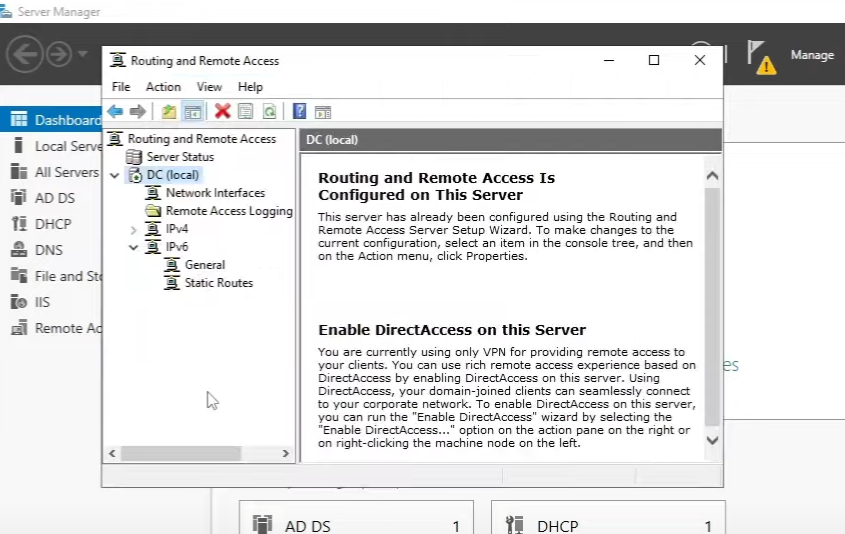 Server Manager
Manage
Routing and Remote Access
File Action View Help
Dashboard
Local Serve
All Servers
AD DS
DHCP
DNS
File and Sto
IIS
Remote Ac
Routing and Remote Access
Server Status
DC (local)
Network Interfaces
Remote Access Logging
IPv4
IPv6
General
Static Routes
DC (local)
Routing and Remote Access Is
Configured on This Server
This server has already been configured using the Routing and
Remote Access Server Setup Wizard. To make changes to the
current configuration, select an item in the console tree, and then
on the Action menu, click Properties.
Enable DirectAccess on this Server
You are currently using only VPN for providing remote access to
your clients. You can use rich remote access experience based on
DirectAccess by enabling DirectAccess on this server. Using
DirectAccess, your domain-joined clients can seamlessly connect
to your corporate network. To enable DirectAccess on this server,
you can run the "Enable DirectAccess" wizard by selecting the
"Enable DirectAccess..." option on the action pane on the right or
on right-clicking the machine node on the left.
es
AD DS 1
DHCP 1